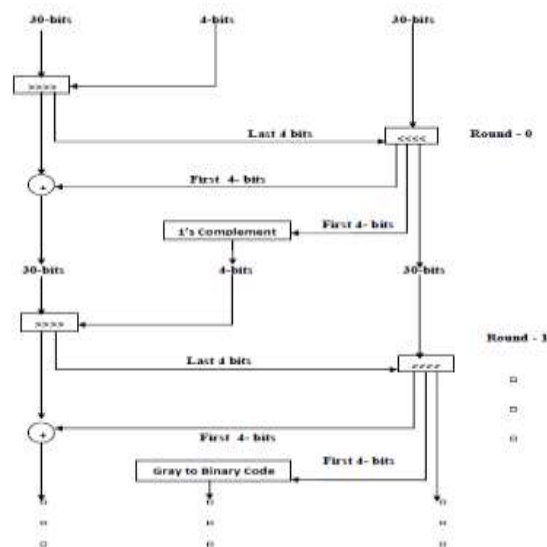 30-bits 4-bits 30-bits
>>>>
Last 4 bits <<<< Round - 0
First 4- bits
+
1's Complement First 4- bits
30-bits 4-bits 30-bits
>>>>
Round - 1
Last 4 bits <<<<
+
First 4- bits
Gray to Binary Code First 4- bits